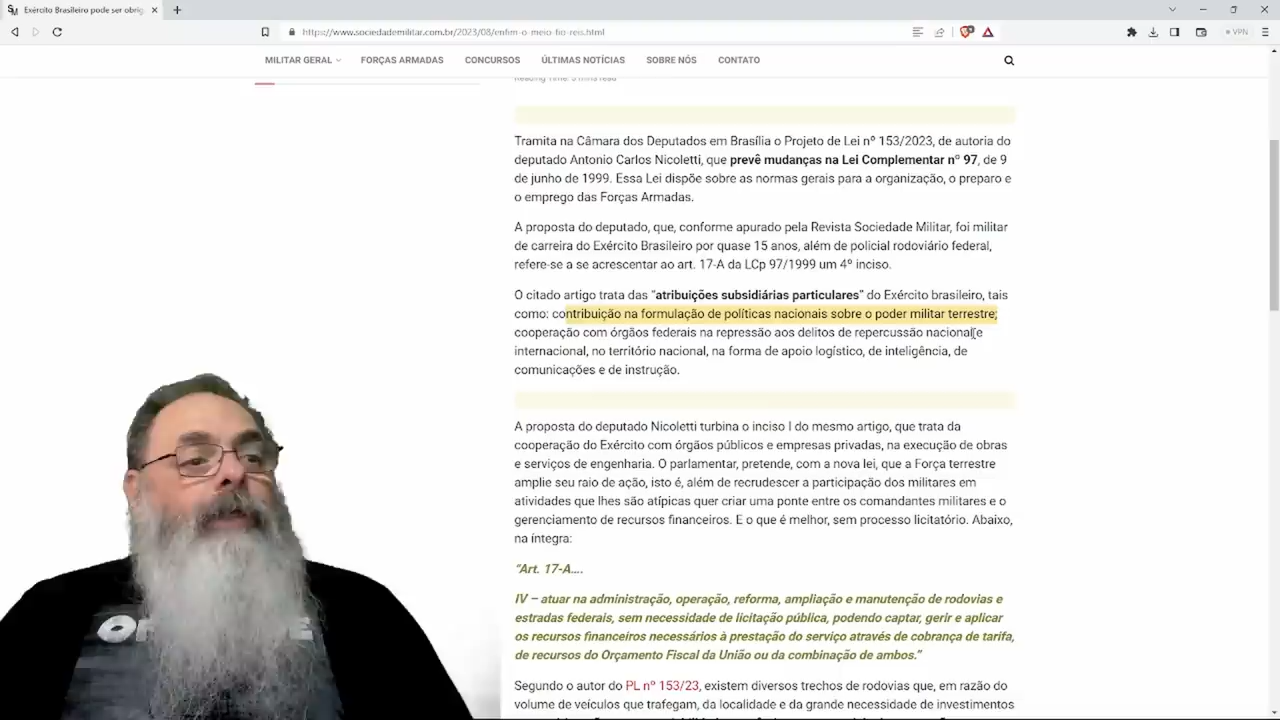 Exército Brasileiro pode ser obrig
https://www.sociedademilitar.com.br/2023/08/enfim-o-meio-fio-reis.html
VPN
MILITAR GERAL
FORÇAS ARMADAS
CONCURSOS
ÚLTIMAS NOTÍCIAS
SOBRE NÓS
CONTATO
Reading Time: 3 mins read
Tramita na Câmara dos Deputados em Brasília o Projeto de Lei nº 153/2023, de autoria do
deputado Antonio Carlos Nicoletti, que prevê mudanças na Lei Complementar nº 97, de 9
de junho de 1999. Essa Lei dispõe sobre as normas gerais para a organização, o preparo e
o emprego das Forças Armadas.
A proposta do deputado, que, conforme apurado pela Revista Sociedade Militar, foi militar
de carreira do Exército Brasileiro por quase 15 anos, além de policial rodoviário federal,
refere-se a se acrescentar ao art. 17-A da LCp 97/1999 um 4º inciso.
O citado artigo trata das “atribuições subsidiárias particulares” do Exército brasileiro, tais
como: contribuição na formulação de políticas nacionais sobre o poder militar terrestre;
cooperação com órgãos federais na repressão aos delitos de repercussão nacional e
internacional, no território nacional, na forma de apoio logístico, de inteligência, de
comunicações e de instrução.
A proposta do deputado Nicoletti turbina o inciso I do mesmo artigo, que trata da
cooperação do Exército com órgãos públicos e empresas privadas, na execução de obras
e serviços de engenharia. O parlamentar, pretende, com a nova lei, que a Força terrestre
amplie seu raio de ação, isto é, além de recrudescer a participação dos militares em
atividades que lhes são atípicas quer criar uma ponte entre os comandantes militares e o
gerenciamento de recursos financeiros. E o que é melhor, sem processo licitatório. Abaixo,
na íntegra:
“Art. 17-A….
IV – atuar na administração, operação, reforma, ampliação e manutenção de rodovias e
estradas federais, sem necessidade de licitação pública, podendo captar, gerir e aplicar
os recursos financeiros necessários à prestação do serviço através de cobrança de tarifa,
de recursos do Orçamento Fiscal da União ou da combinação de ambos.”
Segundo o autor do PL nº 153/23, existem diversos trechos de rodovias que, em razão do
volume de veículos que trafegam, da localidade e da grande necessidade de investimentos